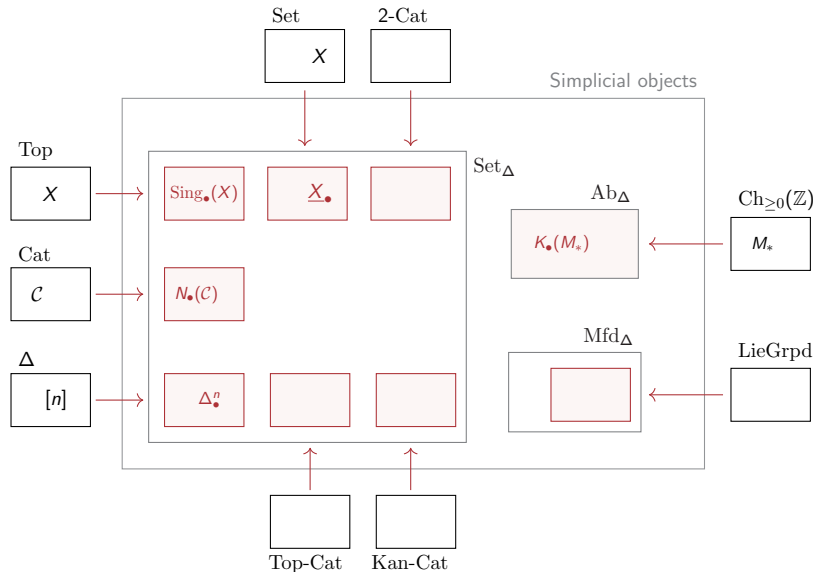 Set
2-Cat
X
Simplicial objects
Top
Set_Δ
X
Sing_•(X)
X_•
Ab_Δ
Ch_≥0(ℤ)
K_•(M_*)
M_*
Cat
𝒞
N_•(𝒞)
Mfd_Δ
LieGrpd
Δ
[n]
Δ^n_•
Top-Cat
Kan-Cat